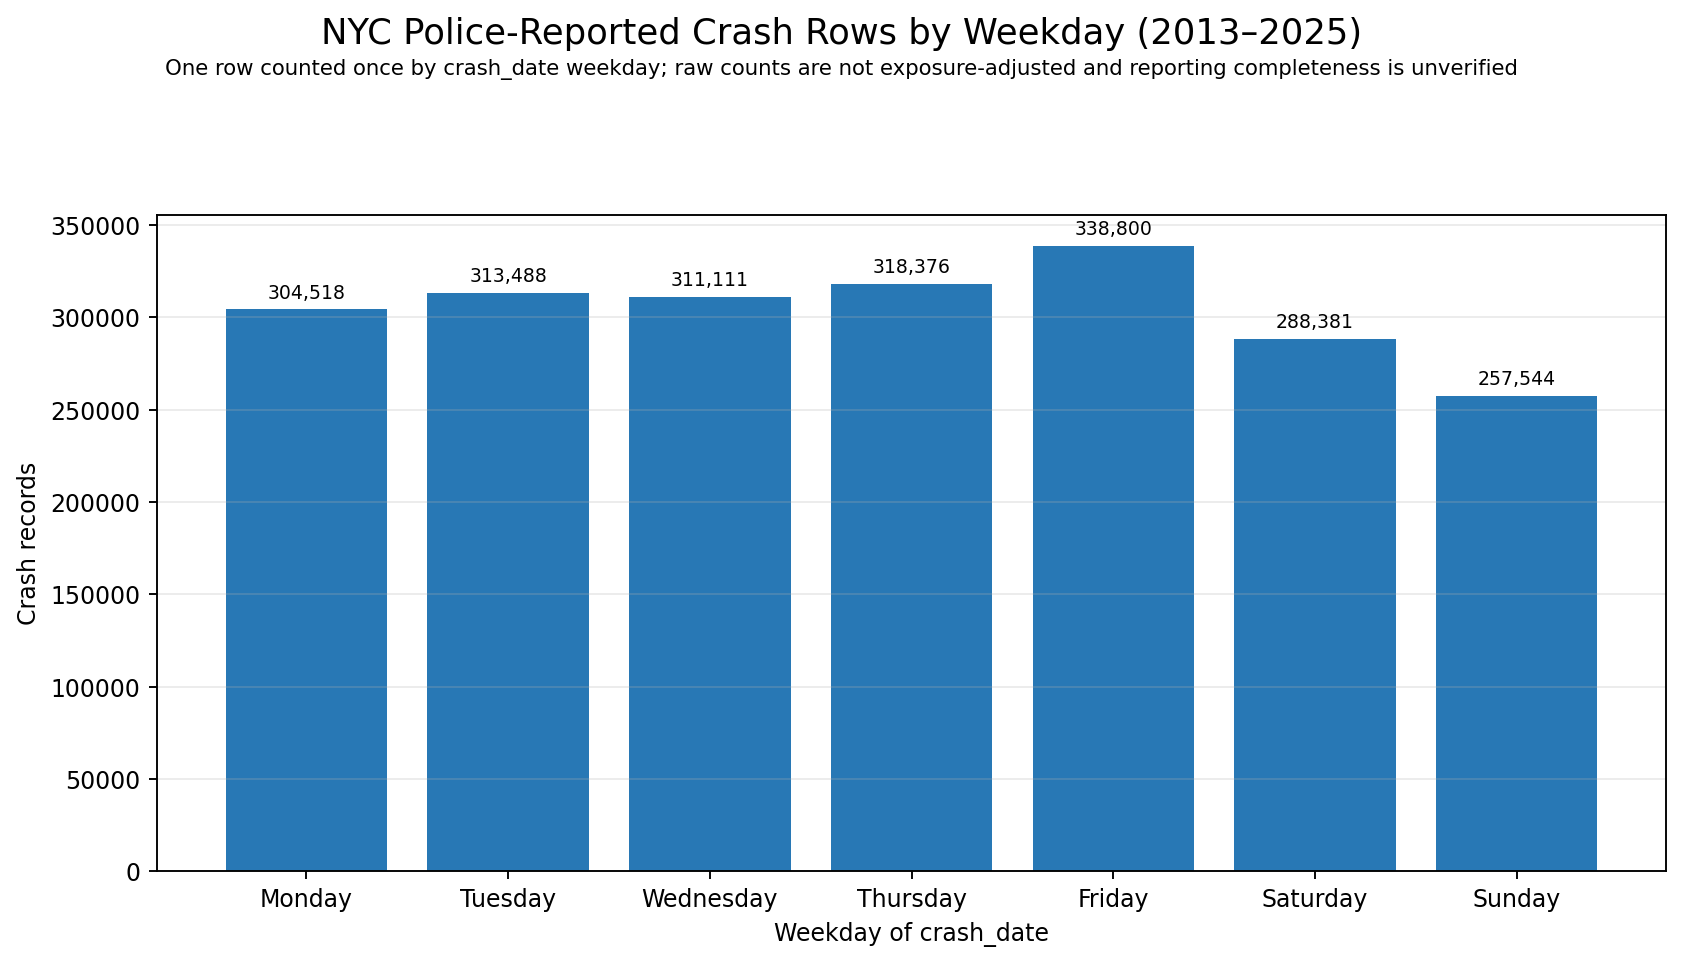 NYC Police-Reported Crash Rows by Weekday (2013–2025)
One row counted once by crash_date weekday; raw counts are not exposure-adjusted and reporting completeness is unverified
350000
300000
250000
200000
150000
100000
50000
0
Crash records
304,518
313,488
311,111
318,376
338,800
288,381
257,544
Monday
Tuesday
Wednesday
Thursday
Friday
Saturday
Sunday
Weekday of crash_date